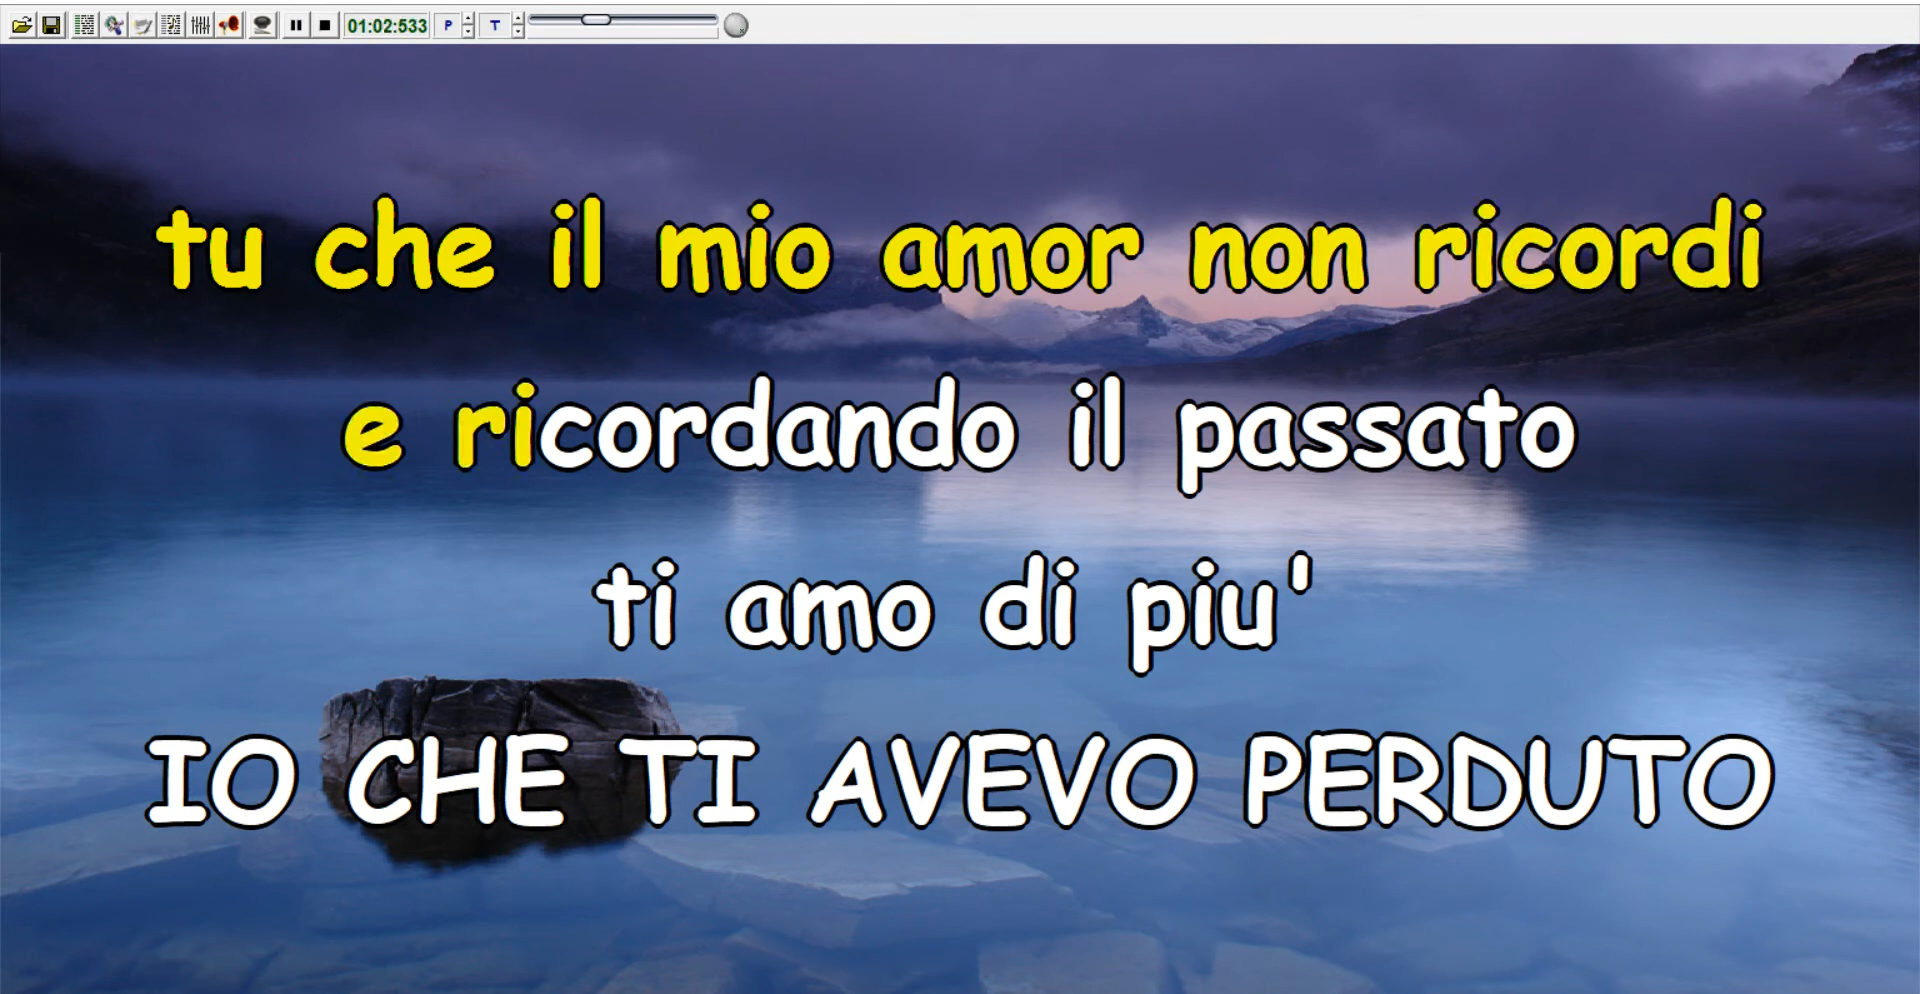 01:02:533 P T
tu che il mio amor non ricordi
e ricordando il passato
ti amo di piu'
IO CHE TI AVEVO PERDUTO